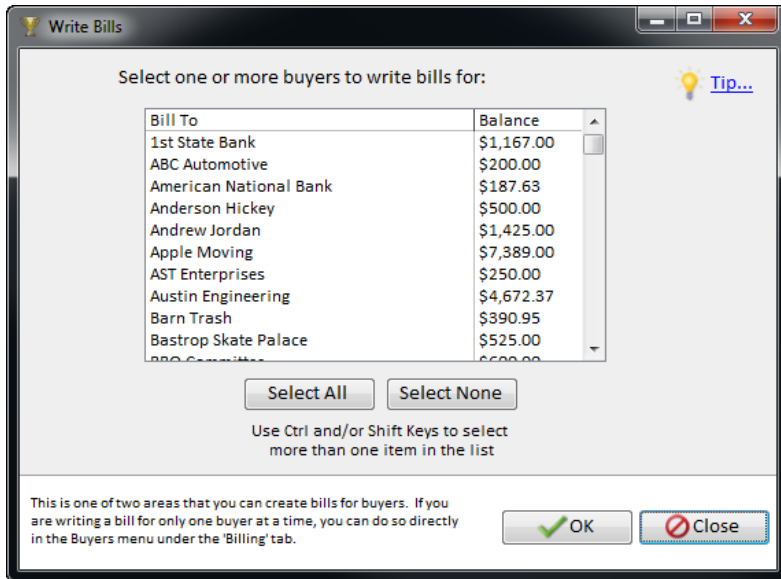 Write Bills
Select one or more buyers to write bills for:
Tip...
Bill To Balance
1st State Bank $1,167.00
ABC Automotive $200.00
American National Bank $187.63
Anderson Hickey $500.00
Andrew Jordan $1,425.00
Apple Moving $7,389.00
AST Enterprises $250.00
Austin Engineering $4,672.37
Barn Trash $390.95
Bastrop Skate Palace $525.00
BBQ Committee $600.00
Select All Select None
Use Ctrl and/or Shift Keys to select
more than one item in the list
This is one of two areas that you can create bills for buyers. If you
are writing a bill for only one buyer at a time, you can do so directly
in the Buyers menu under the 'Billing' tab.
OK Close